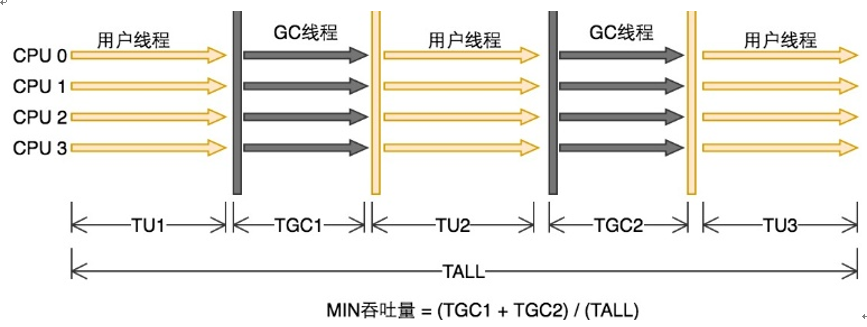 用户线程 GC线程 用户线程 GC线程 用户线程
CPU 0
CPU 1
CPU 2
CPU 3
TU1 TGC1 TU2 TGC2 TU3
TALL
MIN吞吐量 = (TGC1 + TGC2) / (TALL)